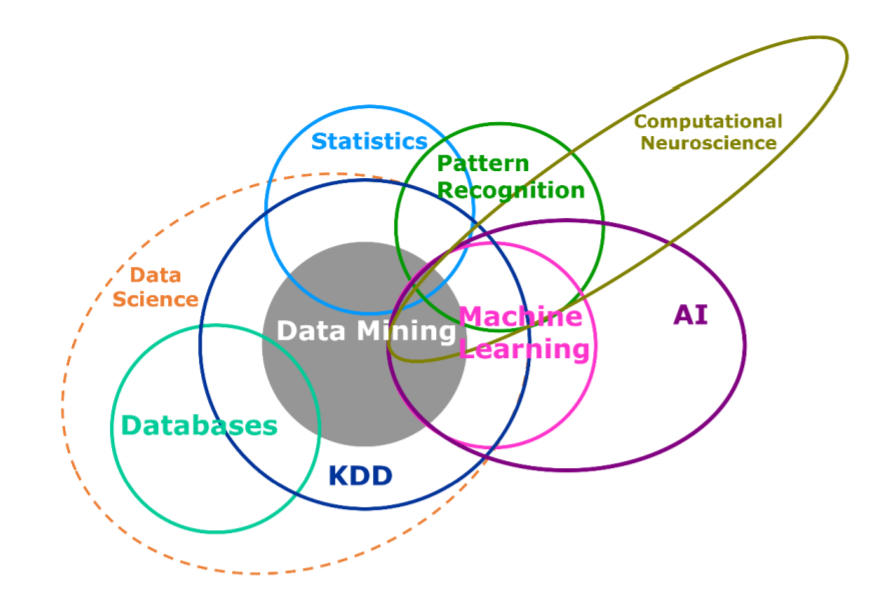 Computational
Neuroscience
Statistics
Pattern
Recognition
Data
Science
AI
Machine
Learning
Data Mining
Databases
KDD